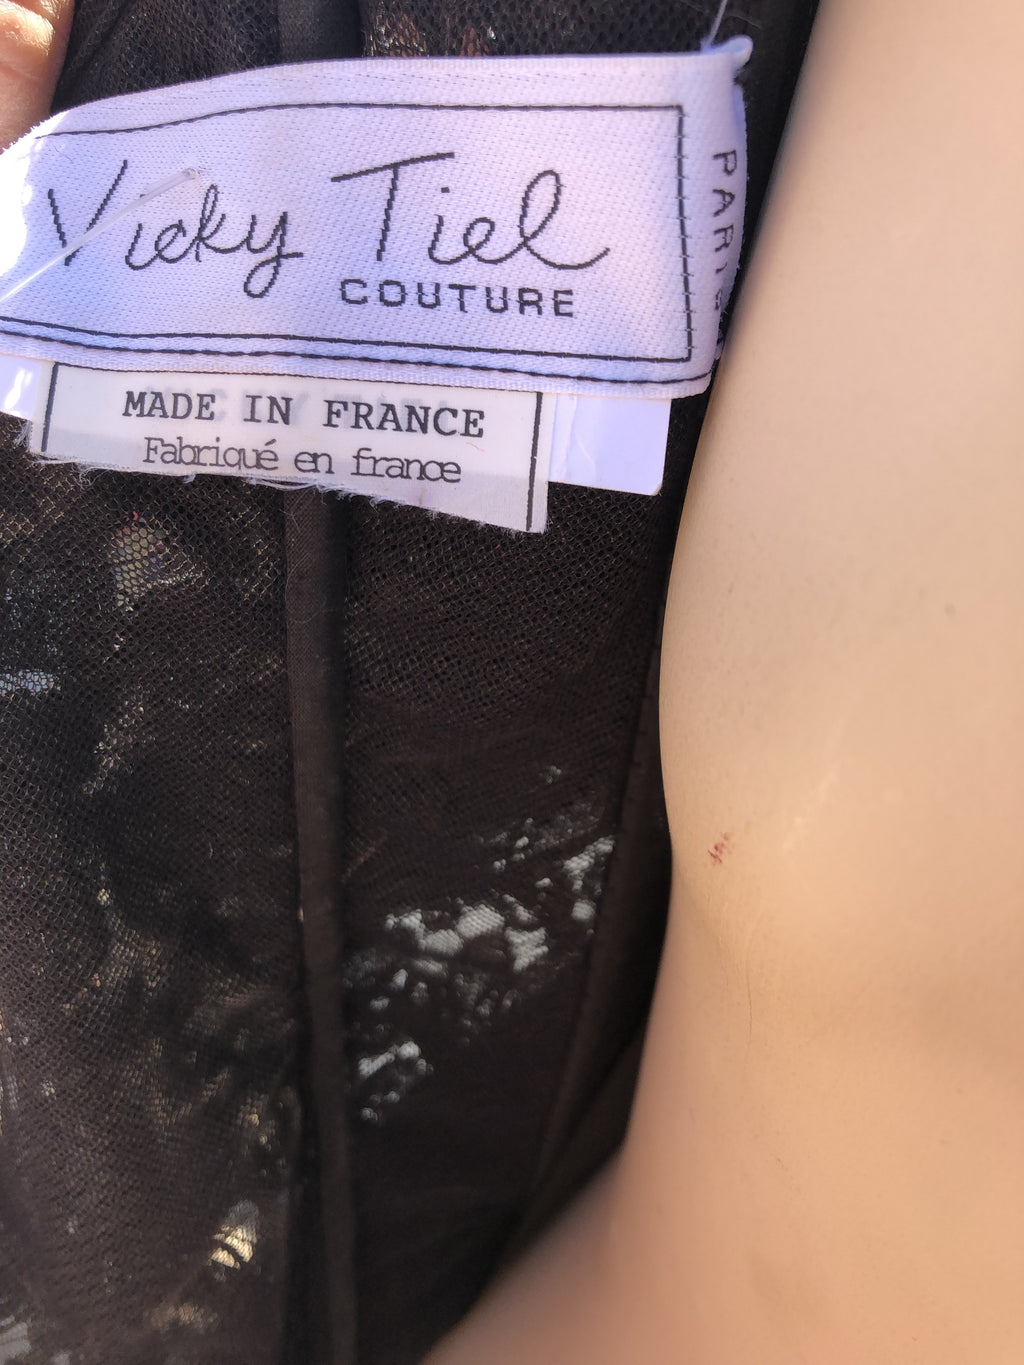 Vicky Tiel
COUTURE
PARIS
MADE IN FRANCE
Fabriqué en france